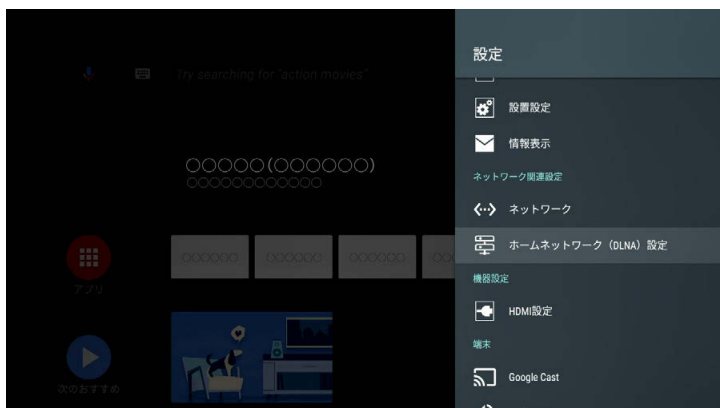 Try searching for "action movies"
○○○○○(○○○○○○)
○○○○○○○○○○○○
○○○○○○
○○○○○○
○○○○○○
○○
アプリ
次のおすすめ
設定
設置設定
情報表示
ネットワーク関連設定
ネットワーク
ホームネットワーク（DLNA）設定
機器設定
HDMI設定
端末
Google Cast